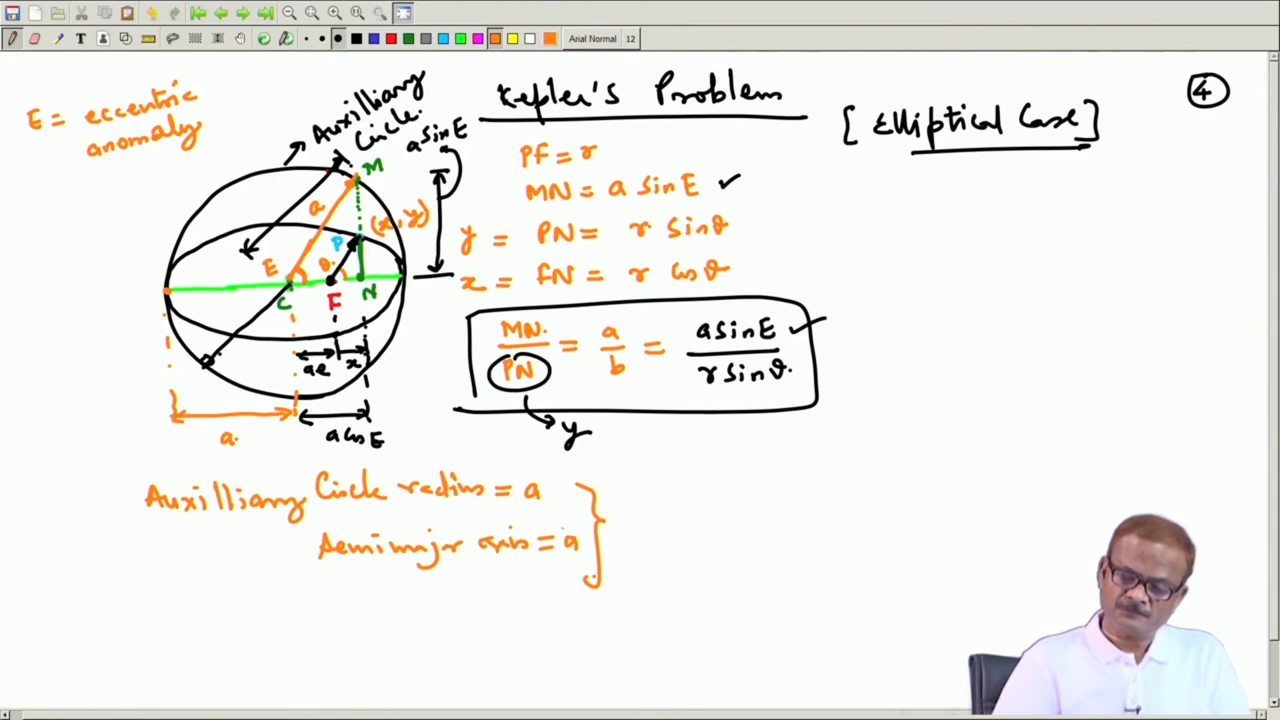 Arial Normal 12
Kepler's Problem
4
[Elliptical Case]
E = eccentric
anomaly
Auxilliary
Circle.
a sin E
M
PF = r
MN = a sin E ✓
y = PN = r sin θ
x = FN = r cos θ
a
(x, y)
P
E
θ
C
F
N
ae
x
MN. / PN = a / b = a sin E / r sin θ. ✓
y
a.
a cos E
Auxilliary Circle radius = a
Semimajor axis = a